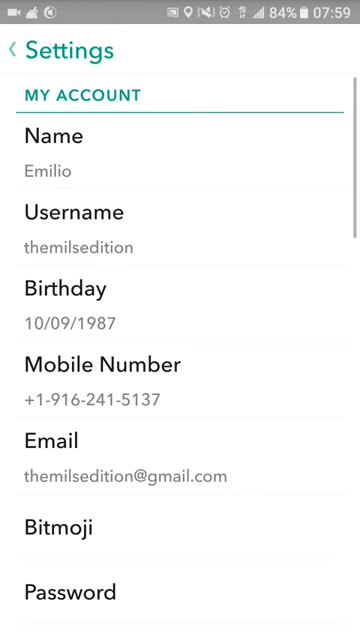 84% 07:59
Settings
MY ACCOUNT
Name
Emilio
Username
themilsedition
Birthday
10/09/1987
Mobile Number
+1-916-241-5137
Email
themilsedition@gmail.com
Bitmoji
Password